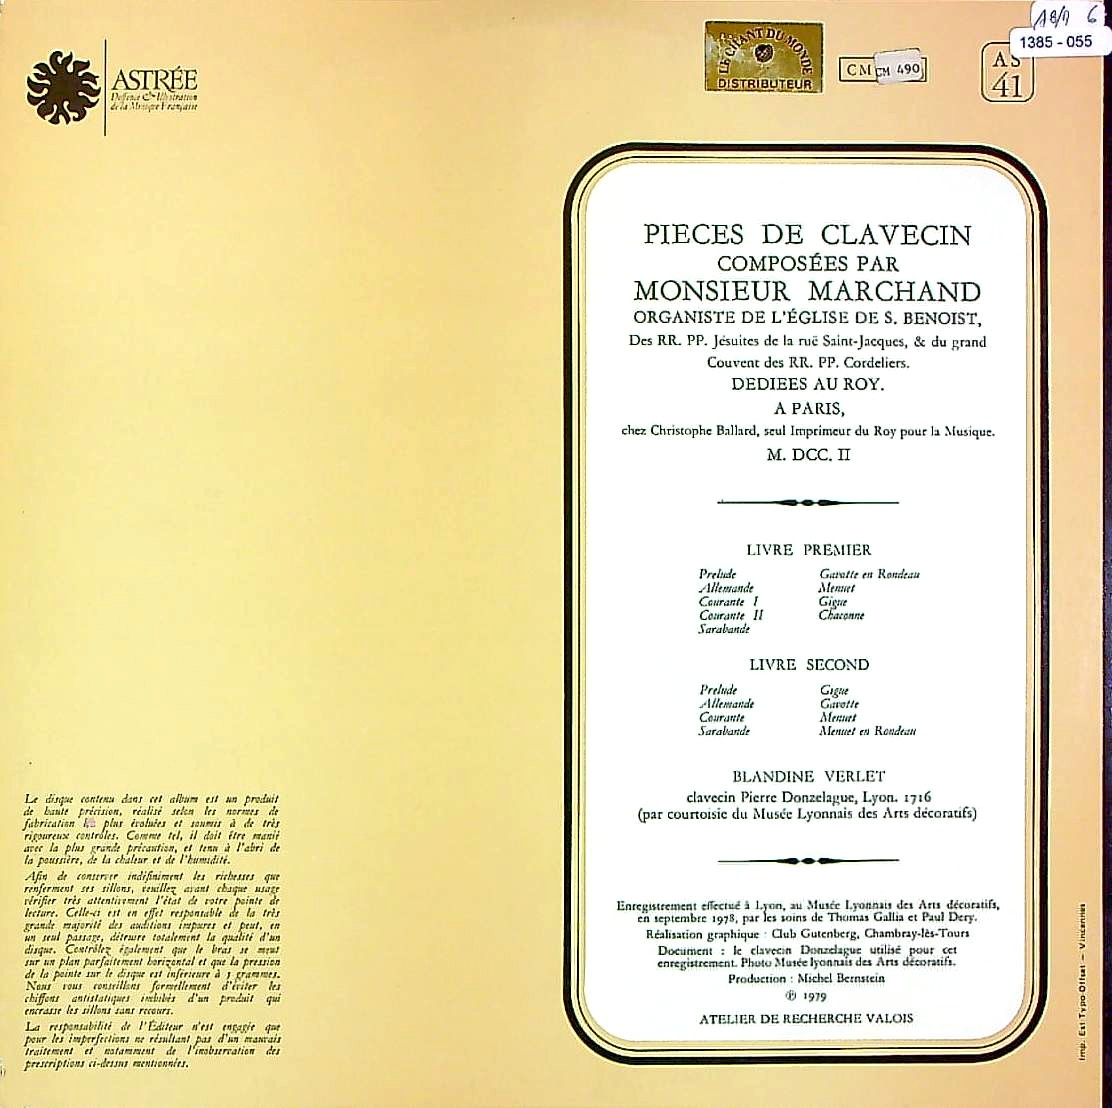 ASTRÉE
Deffence & Illustration
de la Musique Française
LE CHANT DU MONDE
DISTRIBUTEUR
CM
CM 490
18/9 6
1385 - 055
AS
41
PIECES DE CLAVECIN
COMPOSÉES PAR
MONSIEUR MARCHAND
ORGANISTE DE L'ÉGLISE DE S. BENOIST,
Des RR. PP. Jésuites de la ruë Saint-Jacques, & du grand
Couvent des RR. PP. Cordeliers.
DEDIEES AU ROY.
A PARIS,
chez Christophe Ballard, seul Imprimeur du Roy pour la Musique.
M. DCC. II
LIVRE PREMIER
Prelude
Allemande
Courante I
Courante II
Sarabande
Gavotte en Rondeau
Menuet
Gigue
Chaconne
LIVRE SECOND
Prelude
Allemande
Courante
Sarabande
Gigue
Gavotte
Menuet
Menuet en Rondeau
BLANDINE VERLET
clavecin Pierre Donzelague, Lyon. 1716
(par courtoisie du Musée Lyonnais des Arts décoratifs)
Enregistrement effectué à Lyon, au Musée Lyonnais des Arts décoratifs,
en septembre 1978, par les soins de Thomas Gallia et Paul Dery.
Réalisation graphique : Club Gutenberg, Chambray-lès-Tours
Document : le clavecin Donzelague utilisé pour cet
enregistrement. Photo Musée lyonnais des Arts décoratifs.
Production : Michel Bernstein
℗ 1979
ATELIER DE RECHERCHE VALOIS
Le disque contenu dans cet album est un produit
de haute précision, réalisé selon les normes de
fabrication les plus évoluées et soumis à de très
rigoureux contrôles. Comme tel, il doit être manié
avec la plus grande précaution, et tenu à l'abri de
la poussière, de la chaleur et de l'humidité.
Afin de conserver indéfiniment les richesses que
renferment ses sillons, veuillez avant chaque usage
vérifier très attentivement l'état de votre pointe de
lecture. Celle-ci est en effet responsable de la très
grande majorité des auditions impures et peut, en
un seul passage, détruire totalement la qualité d'un
disque. Contrôlez également que le bras se meut
sur un plan parfaitement horizontal et que la pression
de la pointe sur le disque est inférieure à 3 grammes.
Nous vous conseillons formellement d'éviter les
chiffons antistatiques imbibés d'un produit qui
encrasse les sillons sans recours.
La responsabilité de l'Éditeur n'est engagée que
pour les imperfections ne résultant pas d'un mauvais
traitement et notamment de l'inobservation des
prescriptions ci-dessus mentionnées.
Imp. Est Typo-Offset – Vincennes